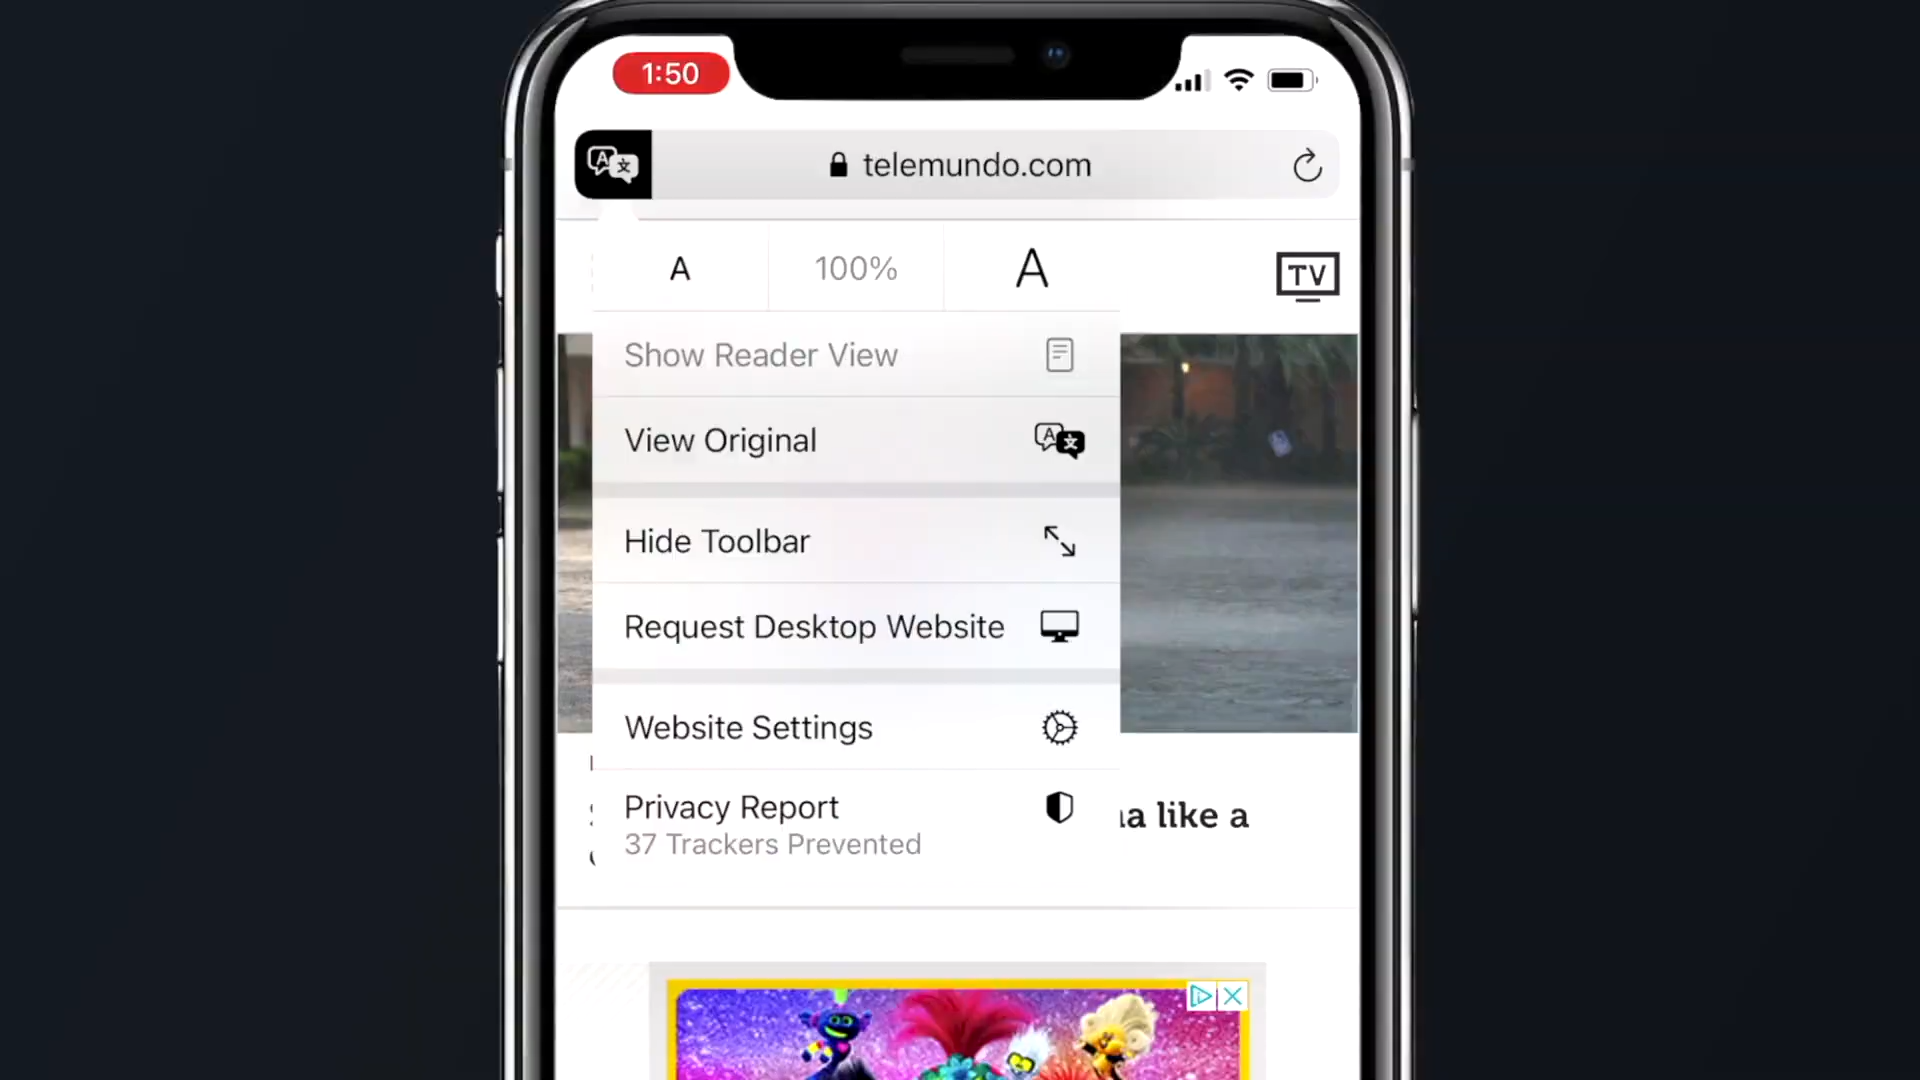 1:50
telemundo.com
A 100% A
TV
Show Reader View
View Original
Hide Toolbar
Request Desktop Website
Website Settings
Privacy Report
like a
37 Trackers Prevented